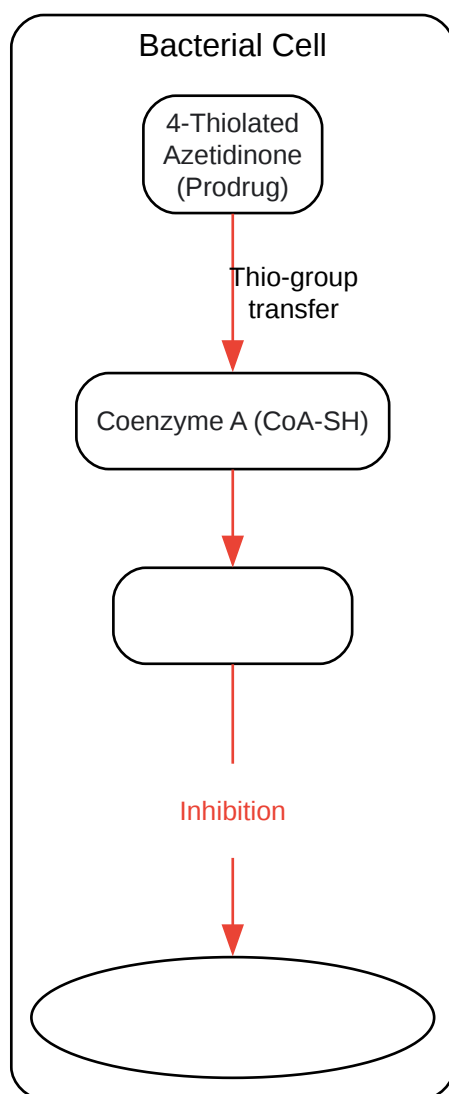 Bacterial Cell
4-Thiolated
Azetidinone
(Prodrug)
Thio-group
transfer
Coenzyme A (CoA-SH)
Inhibition